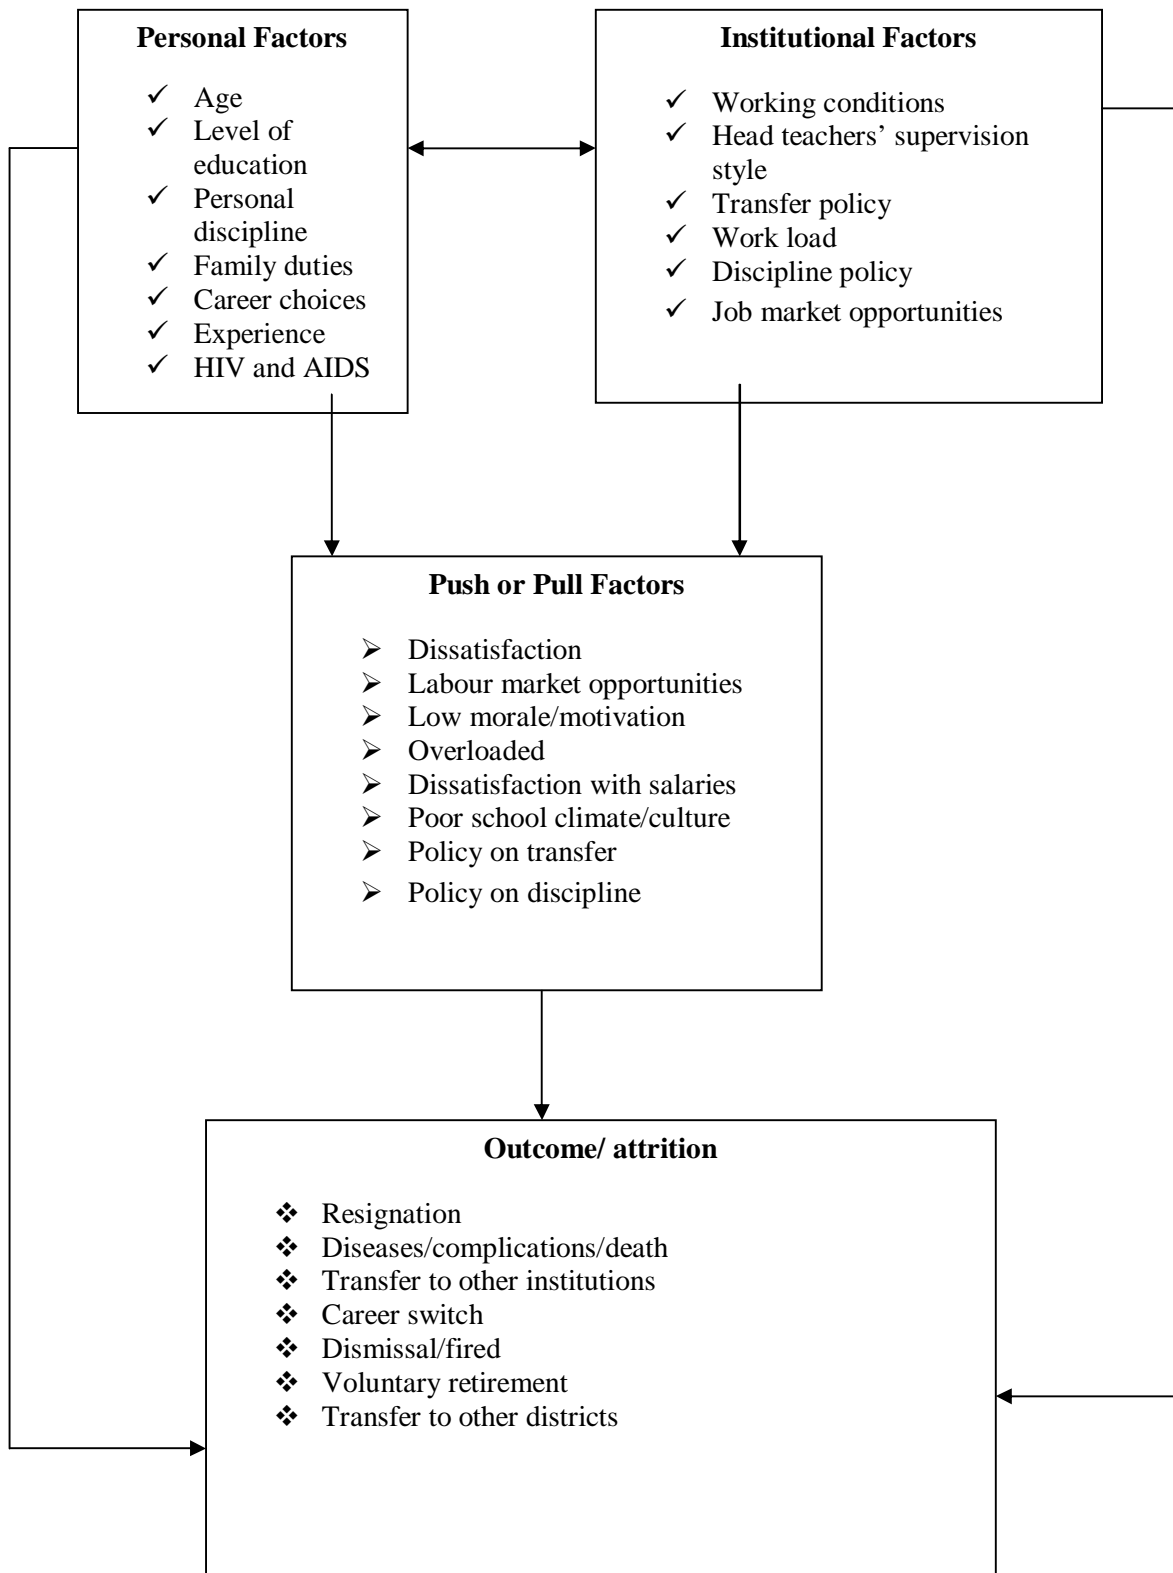 Personal Factors
✓ Age
✓ Level of
education
✓ Personal
discipline
✓ Family duties
✓ Career choices
✓ Experience
✓ HIV and AIDS
Institutional Factors
✓ Working conditions
✓ Head teachers’ supervision
style
✓ Transfer policy
✓ Work load
✓ Discipline policy
✓ Job market opportunities
Push or Pull Factors
➢ Dissatisfaction
➢ Labour market opportunities
➢ Low morale/motivation
➢ Overloaded
➢ Dissatisfaction with salaries
➢ Poor school climate/culture
➢ Policy on transfer
➢ Policy on discipline
Outcome/ attrition
❖ Resignation
❖ Diseases/complications/death
❖ Transfer to other institutions
❖ Career switch
❖ Dismissal/fired
❖ Voluntary retirement
❖ Transfer to other districts